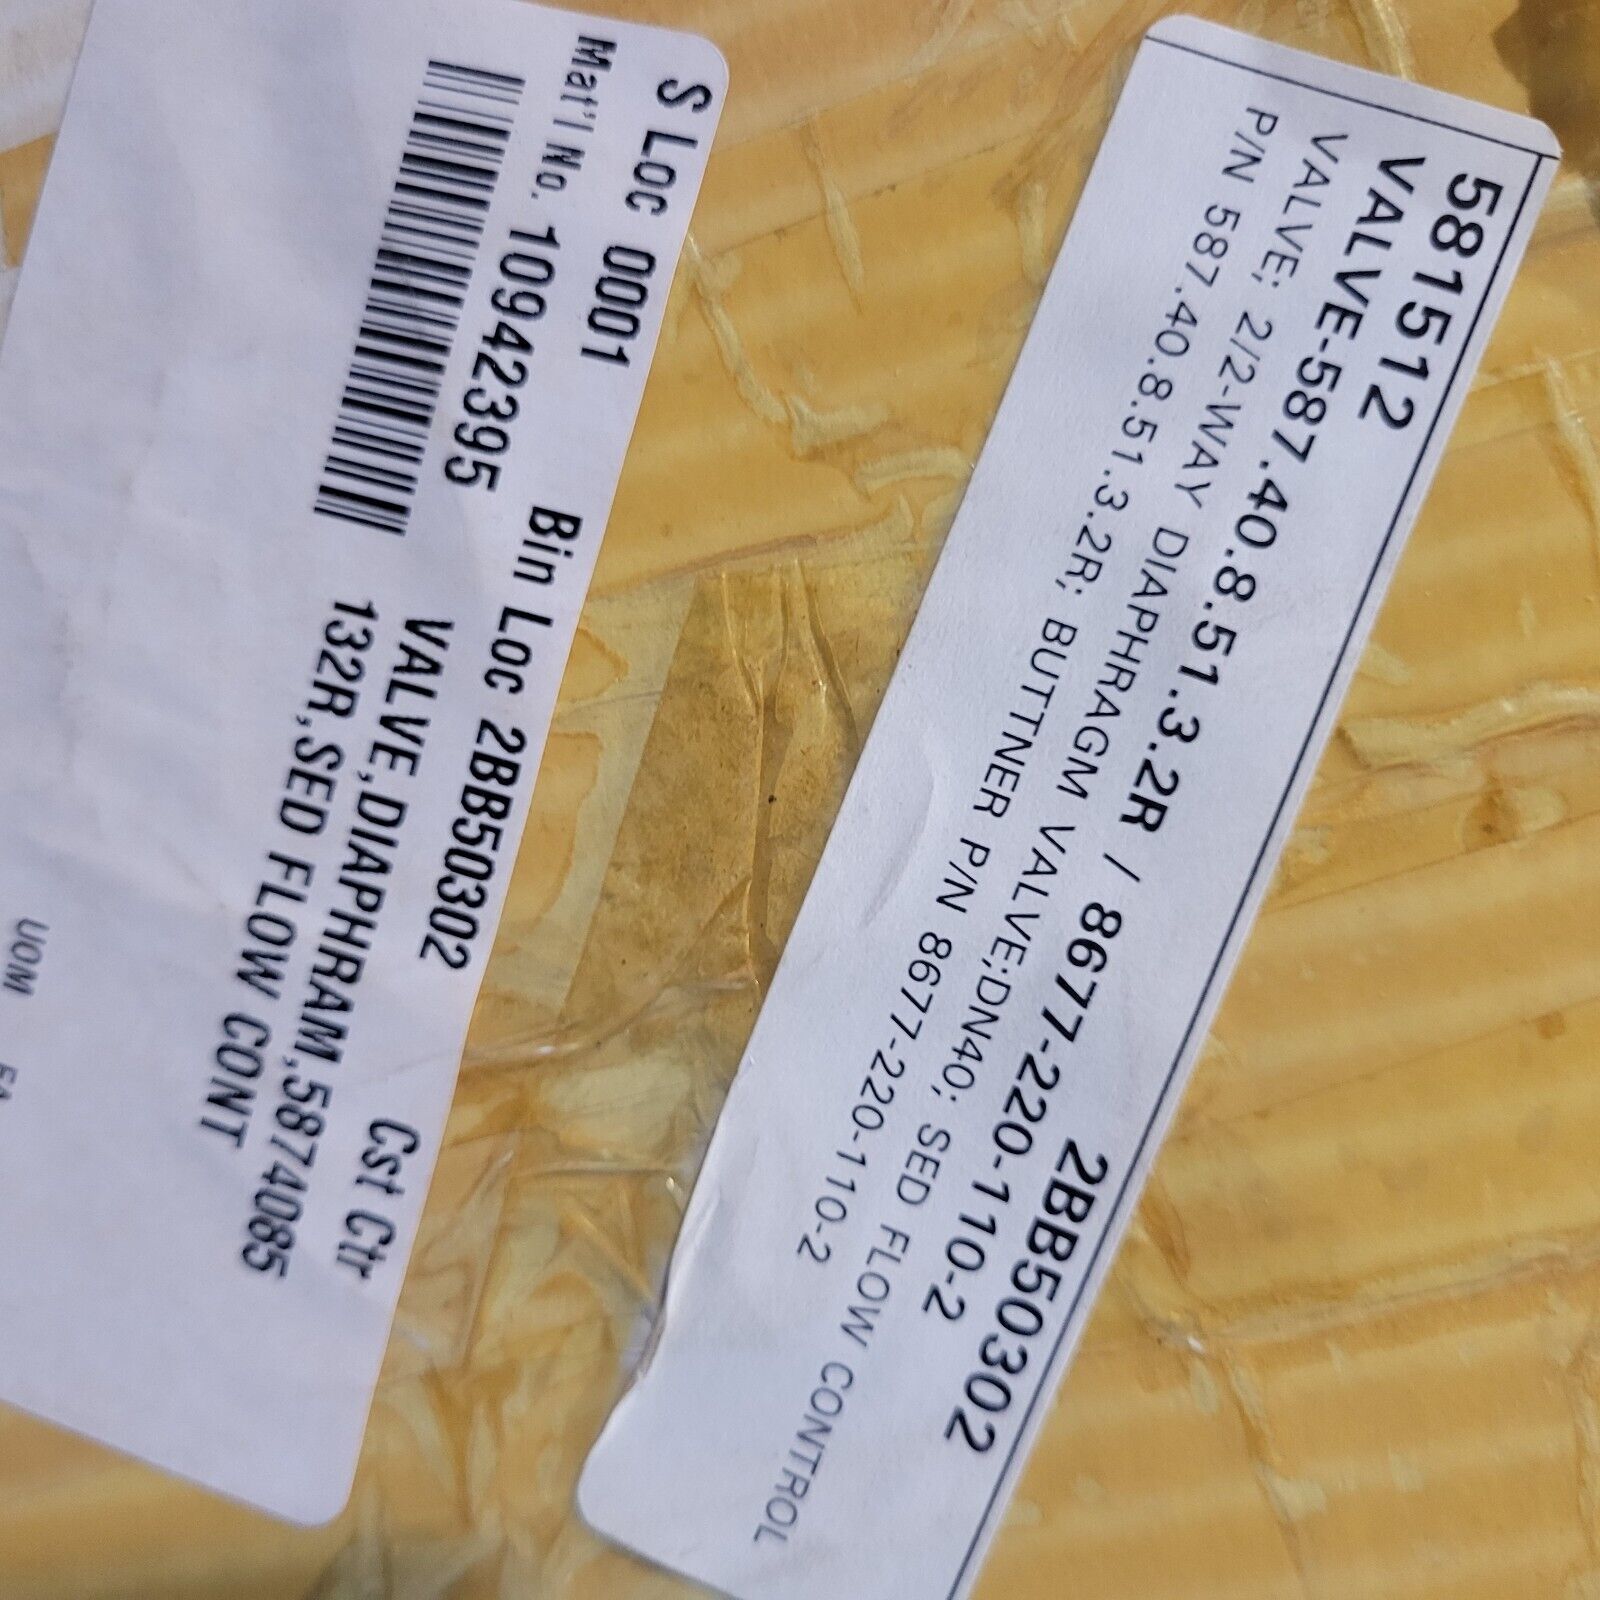 S Loc 0001 Bin Loc 2BB50302 Cst Ctr
Mat'l No. 10942395
VALVE,DIAPHRAM,5874085
132R,SED FLOW CONT
UOM
581512 2BB50302
VALVE-587.40.8.51.3.2R / 8677-220-110-2
VALVE; 2/2-WAY DIAPHRAGM VALVE;DN40; SED FLOW CONTROL
P/N 587.40.8.51.3.2R; BUTTNER P/N 8677-220-110-2